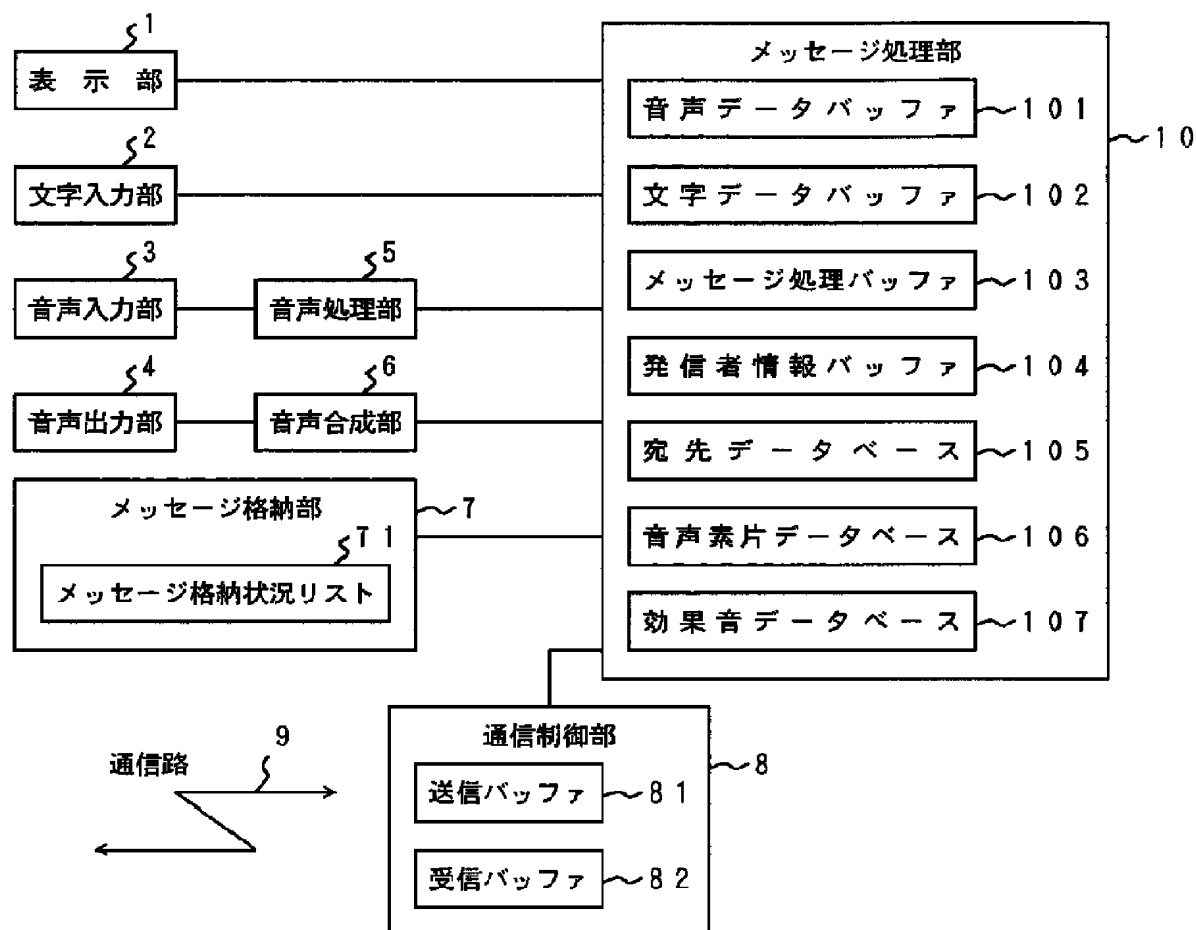 1
表示部
2
文字入力部
3
音声入力部
5
音声処理部
4
音声出力部
6
音声合成部
メッセージ格納部
7
71
メッセージ格納状況リスト
メッセージ処理部
10
音声データバッファ
101
文字データバッファ
102
メッセージ処理バッファ
103
発信者情報バッファ
104
宛先データベース
105
音声素片データベース
106
効果音データベース
107
通信路
9
通信制御部
8
送信バッファ
81
受信バッファ
82